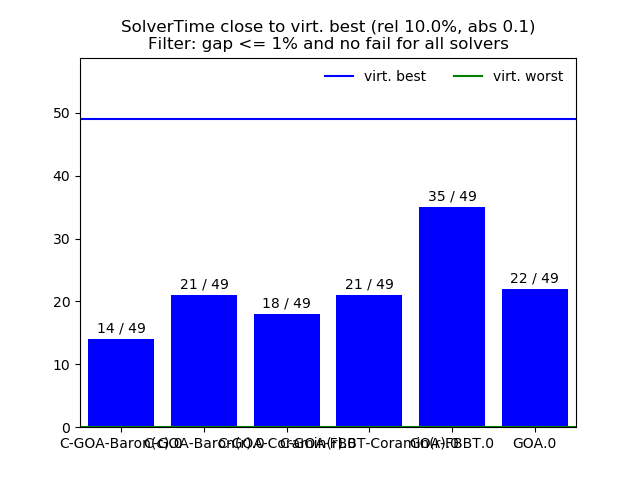 SolverTime close to virt. best (rel 10.0%, abs 0.1)
Filter: gap <= 1% and no fail for all solvers
virt. best virt. worst
50
40
35 / 49
30
21 / 49 21 / 49 22 / 49
20
18 / 49
14 / 49
10
0
GOA.0